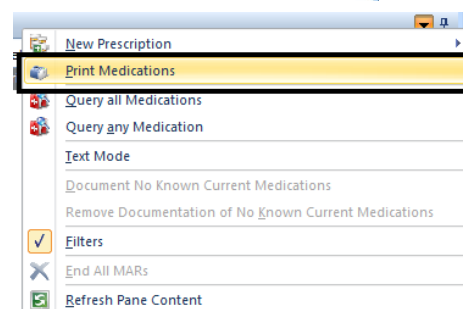 New Prescription
Print Medications
Query all Medications
Query any Medication
Text Mode
Document No Known Current Medications
Remove Documentation of No Known Current Medications
Filters
End All MARs
Refresh Pane Content